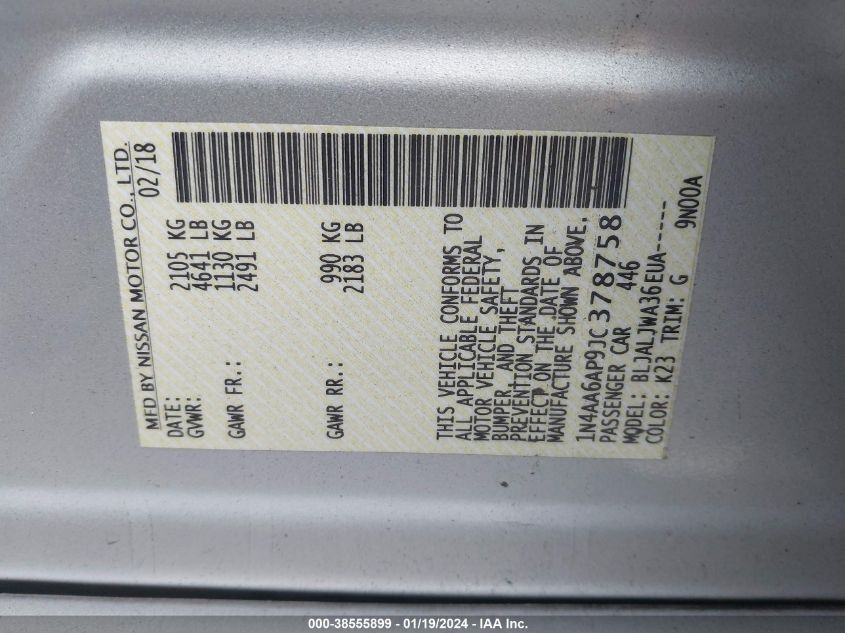 MFD BY NISSAN MOTOR CO., LTD.
DATE: 02/18
GVWR: 2105 KG
4641 LB
GAWR FR.: 1130 KG
2491 LB
GAWR RR.: 990 KG
2183 LB
THIS VEHICLE CONFORMS TO
ALL APPLICABLE FEDERAL
MOTOR VEHICLE SAFETY,
BUMPER, AND THEFT
PREVENTION STANDARDS IN
EFFECT ON THE DATE OF
MANUFACTURE SHOWN ABOVE.
1N4AA6AP9JC378758
PASSENGER CAR 446
MODEL: BLJALJWA36EUA-----
COLOR: K23 TRIM: G 9N00A
000-38555899 - 01/19/2024 - IAA Inc.